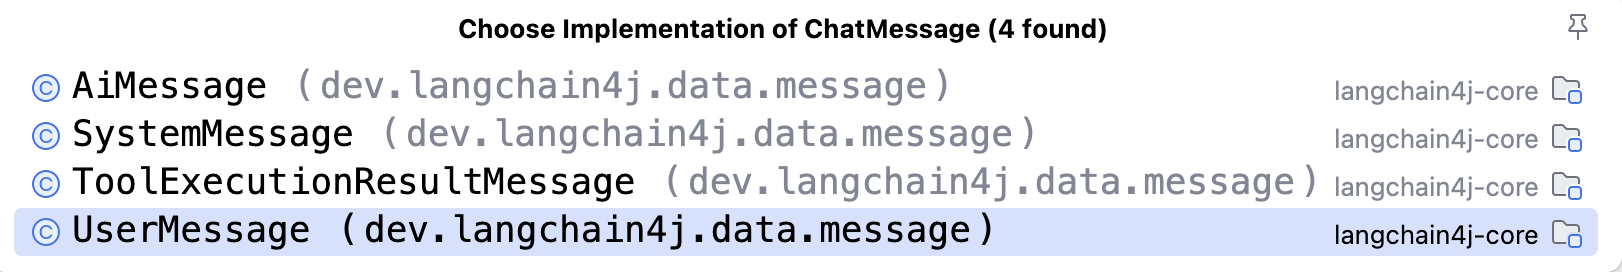 Choose Implementation of ChatMessage (4 found)
AiMessage (dev.langchain4j.data.message) langchain4j-core
SystemMessage (dev.langchain4j.data.message) langchain4j-core
ToolExecutionResultMessage (dev.langchain4j.data.message) langchain4j-core
UserMessage (dev.langchain4j.data.message) langchain4j-core